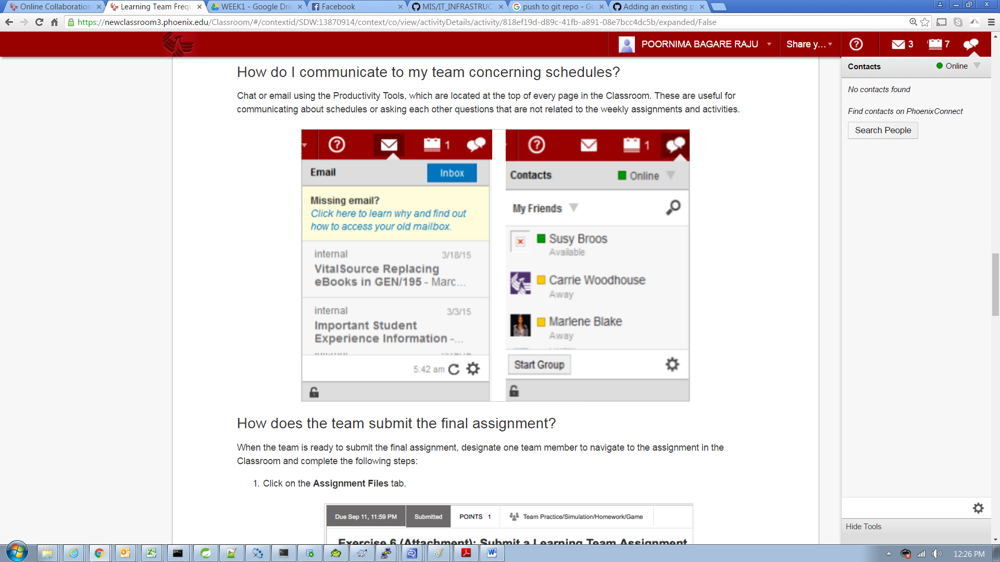 Online Collaboration
Learning Team Frequ
WEEK1 - Google Driv
Facebook
MIS/IT_INFRASTRUC
push to git repo - Go
Adding an existing p
https://newclassroom3.phoenix.edu/Classroom/#/contextid/SDW:13870914/context/co/view/activityDetails/activity/818ef19d-d89c-41fb-a891-08e7bcc4dc5b/expanded/False
POORNIMA BAGARE RAJU
Share y...
3
7
How do I communicate to my team concerning schedules?
Chat or email using the Productivity Tools, which are located at the top of every page in the Classroom. These are useful for
communicating about schedules or asking each other questions that are not related to the weekly assignments and activities.
1
Email
Inbox
Missing email?
Click here to learn why and find out
how to access your old mailbox.
internal 3/18/15
VitalSource Replacing
eBooks in GEN/195 - Marc...
internal 3/3/15
Important Student
Experience Information -...
5:42 am
1
Contacts
Online
My Friends
Susy Broos
Available
Carrie Woodhouse
Away
Marlene Blake
Away
Start Group
How does the team submit the final assignment?
When the team is ready to submit the final assignment, designate one team member to navigate to the assignment in the
Classroom and complete the following steps:
1. Click on the Assignment Files tab.
Due Sep 11, 11:59 PM
Submitted
POINTS 1
Team Practice/Simulation/Homework/Game
Exercise 6 (Attachment): Submit a Learning Team Assignment
Contacts
Online
No contacts found
Find contacts on PhoenixConnect
Search People
Hide Tools
12:26 PM